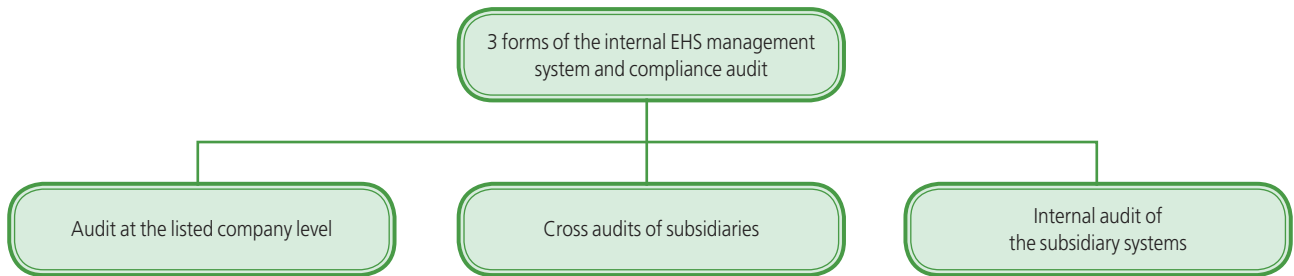 3 forms of the internal EHS management
system and compliance audit
Audit at the listed company level
Cross audits of subsidiaries
Internal audit of
the subsidiary systems